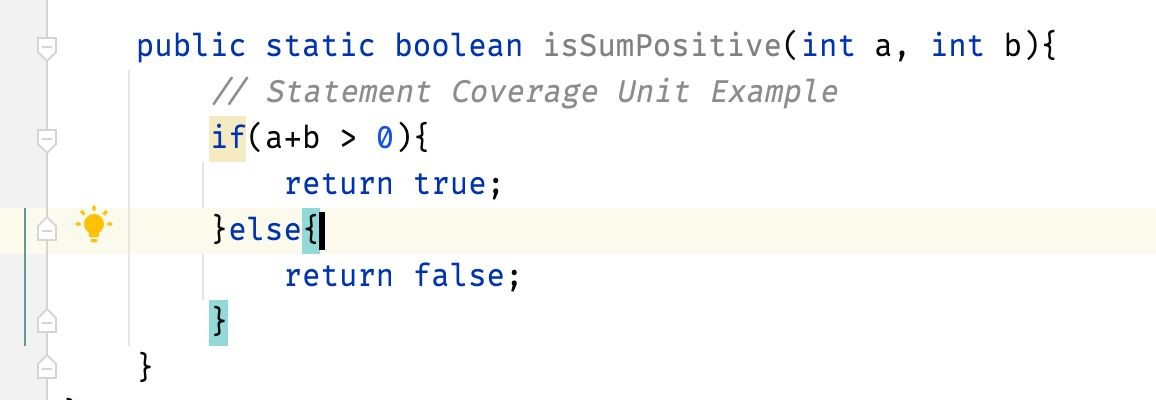 public static boolean isSumPositive(int a, int b){
// Statement Coverage Unit Example
if(a+b > 0){
return true;
}else{
return false;
}
}